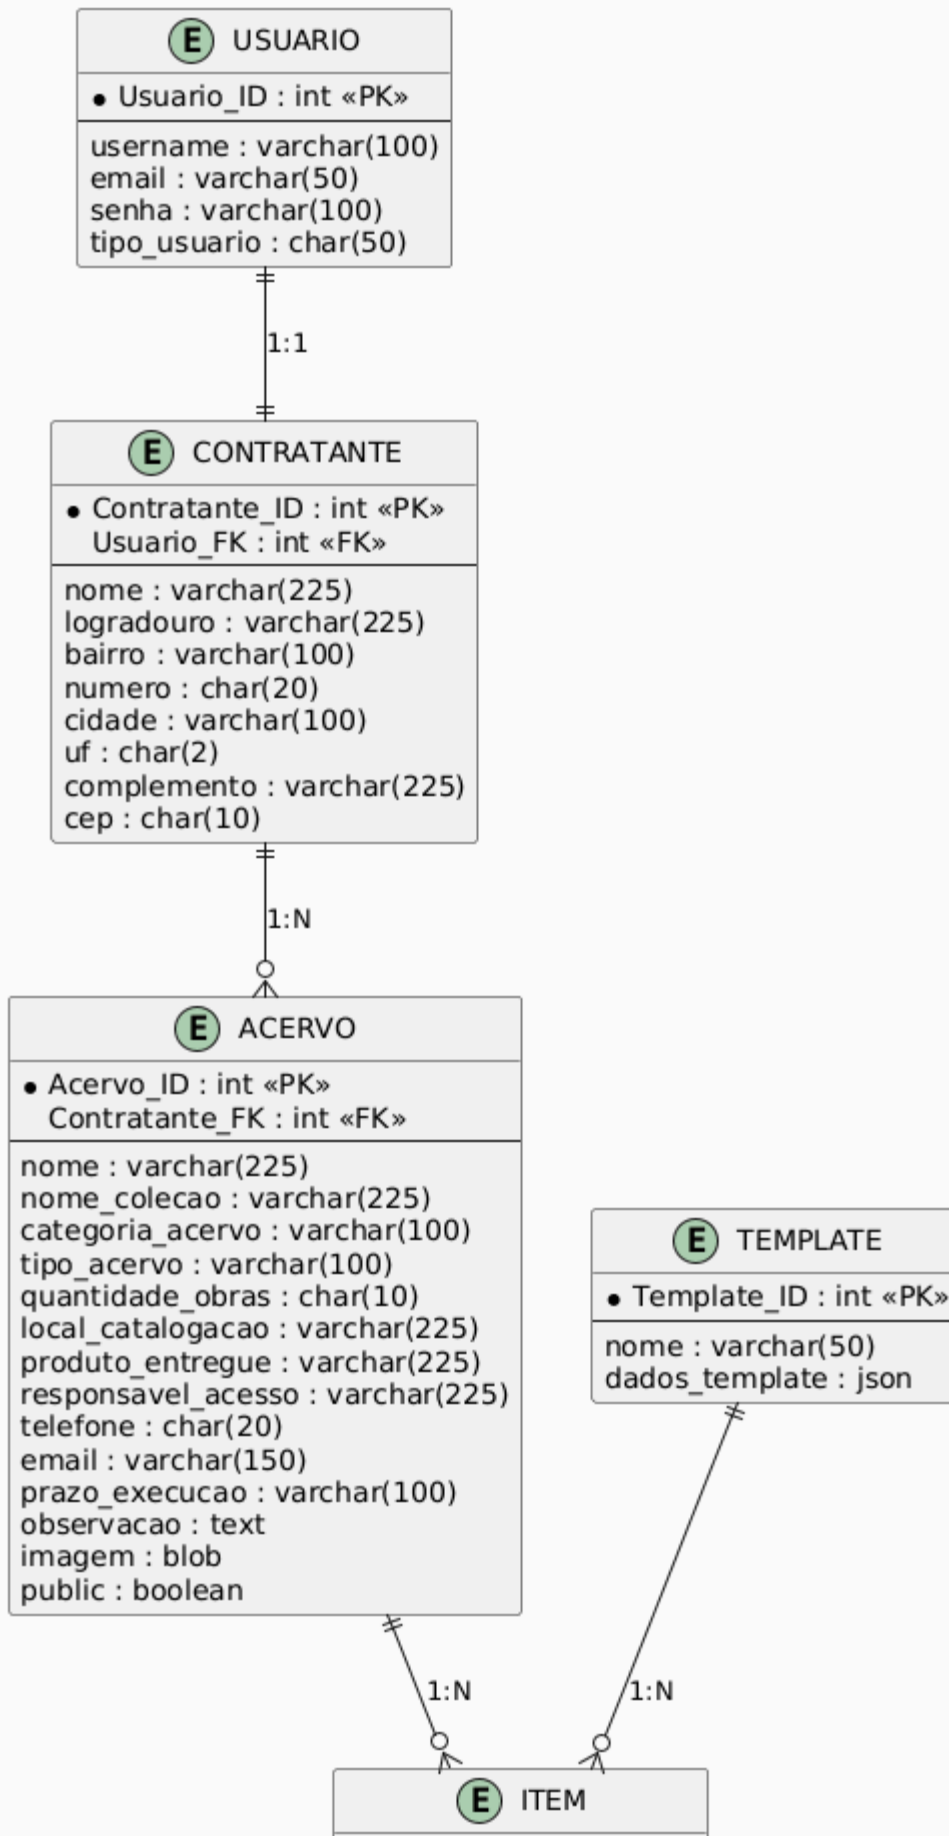 E USUARIO
Usuario_ID : int «PK»
username : varchar(100)
email : varchar(50)
senha : varchar(100)
tipo_usuario : char(50)
1:1
E CONTRATANTE
Contratante_ID : int «PK»
Usuario_FK : int «FK»
nome : varchar(225)
logradouro : varchar(225)
bairro : varchar(100)
numero : char(20)
cidade : varchar(100)
uf : char(2)
complemento : varchar(225)
cep : char(10)
1:N
E ACERVO
Acervo_ID : int «PK»
Contratante_FK : int «FK»
nome : varchar(225)
nome_colecao : varchar(225)
categoria_acervo : varchar(100)
tipo_acervo : varchar(100)
quantidade_obras : char(10)
local_catalogacao : varchar(225)
produto_entregue : varchar(225)
responsavel_acesso : varchar(225)
telefone : char(20)
email : varchar(150)
prazo_execucao : varchar(100)
observacao : text
imagem : blob
public : boolean
E TEMPLATE
Template_ID : int «PK»
nome : varchar(50)
dados_template : json
1:N
1:N
E ITEM